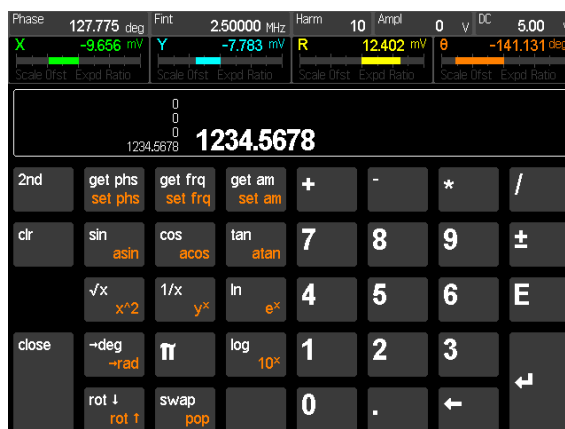 Phase 127.775 deg Fint 2.50000 MHz Harm 10 Ampl 0 V DC 5.00
X -9.656 mV Y -7.783 mV R 12.402 mV θ -141.131 deg
Scale Ofst Expd Ratio Scale Ofst Expd Ratio Scale Ofst Expd Ratio Scale Ofst Expd Ratio
0
0
0
1234.5678 1234.5678
2nd get phs get frq get am + - * /
set phs set frq set am
clr sin cos tan 7 8 9 ±
asin acos atan
√x 1/x ln 4 5 6 E
x^2 yˣ eˣ
close →deg π log 1 2 3
→rad 10ˣ
↵
rot ↓ swap 0 . ←
rot ↑ pop